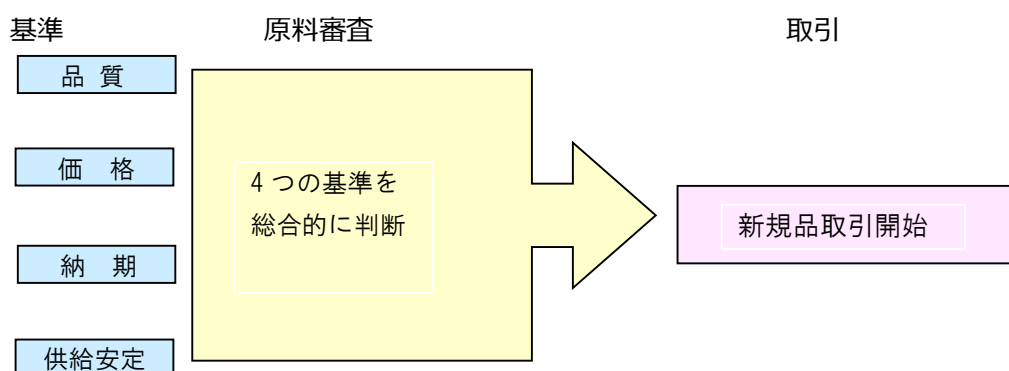 基準 原料審査 取引
品 質
価 格
納 期
供給安定
4 つの基準を
総合的に判断
新規品取引開始